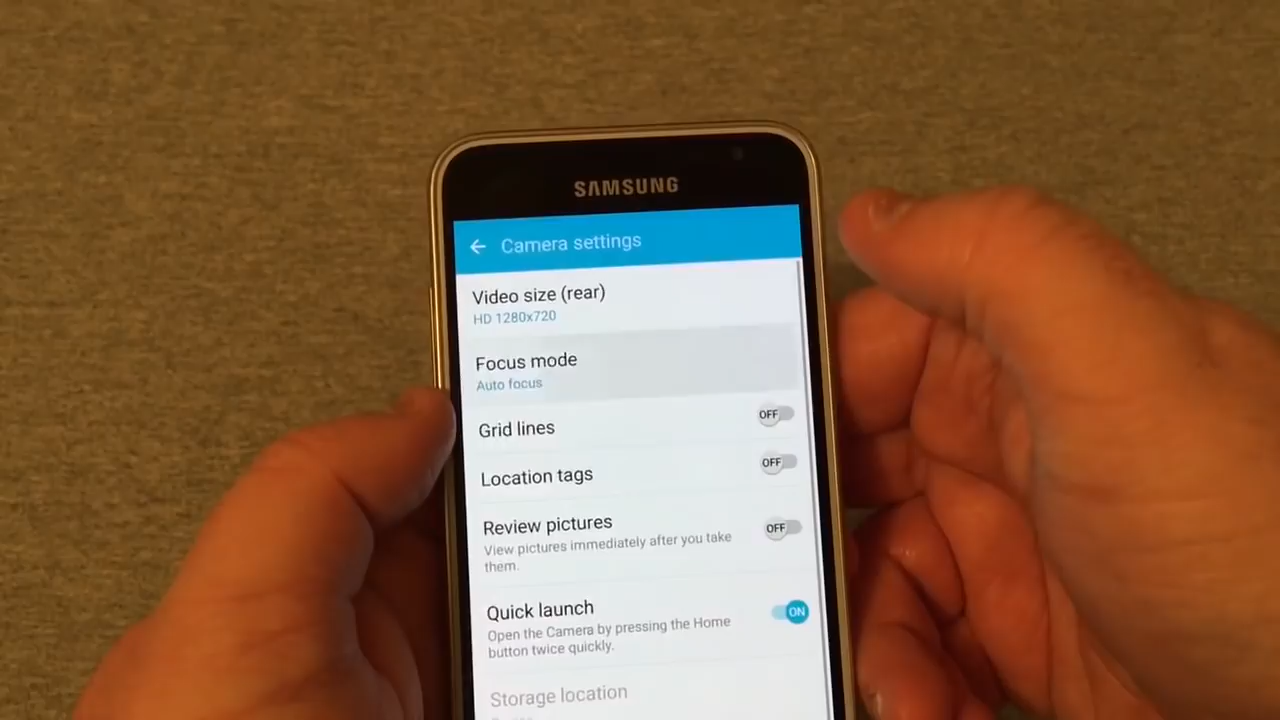 SAMSUNG
Camera settings
Video size (rear)
HD 1280x720
Focus mode
Auto focus
Grid lines
OFF
Location tags
OFF
Review pictures
OFF
View pictures immediately after you take
them.
Quick launch
ON
Open the Camera by pressing the Home
button twice quickly.
Storage location